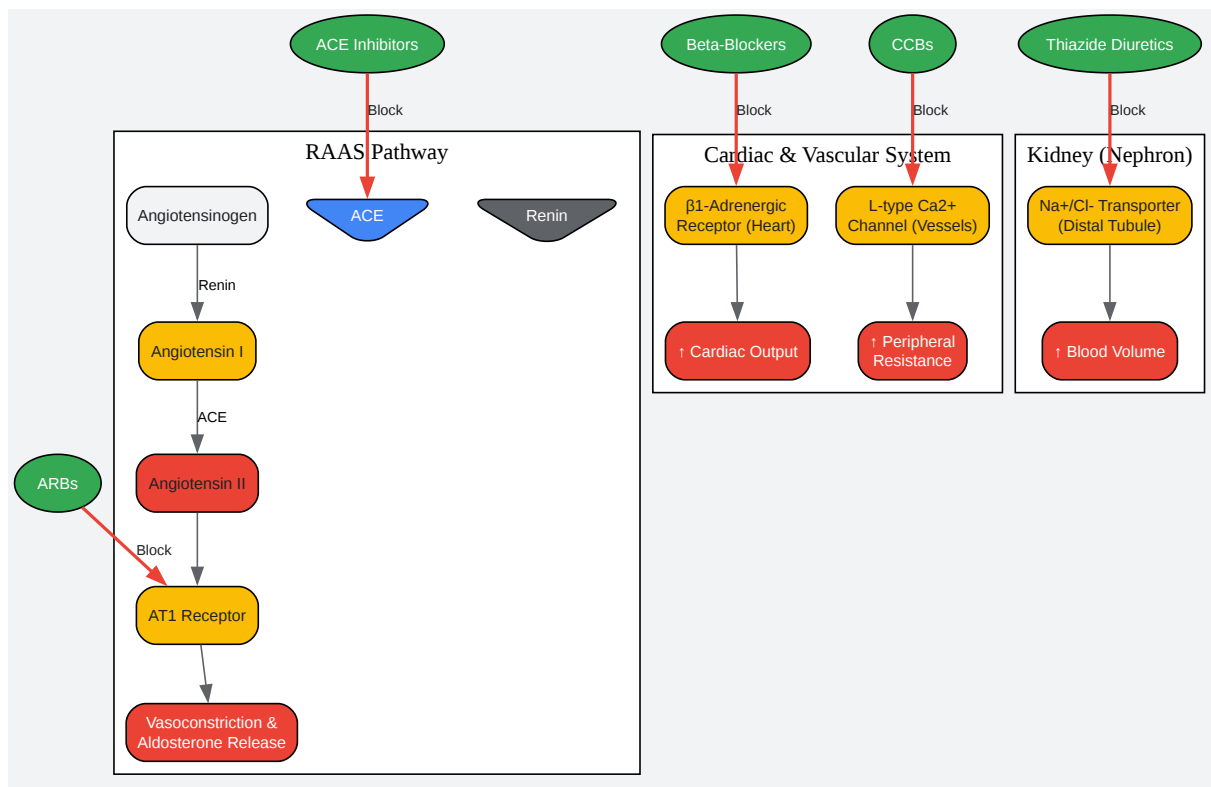 ACE Inhibitors
Beta-Blockers
CCBs
Thiazide Diuretics
Block
Block
Block
Block
RAAS Pathway
Cardiac & Vascular System
Kidney (Nephron)
Angiotensinogen
ACE
Renin
β1-Adrenergic
Receptor (Heart)
L-type Ca2+
Channel (Vessels)
Na+/Cl- Transporter
(Distal Tubule)
Renin
Angiotensin I
↑ Cardiac Output
↑ Peripheral
Resistance
↑ Blood Volume
ACE
ARBs
Angiotensin II
Block
AT1 Receptor
Vasoconstriction &
Aldosterone Release